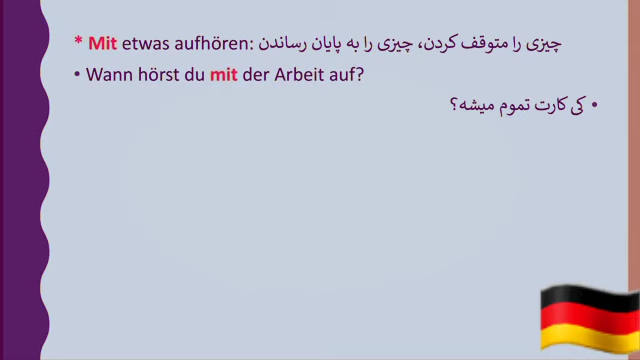 * Mit etwas aufhören: چیزی را متوقف کردن، چیزی را به پایان رساندن
• Wann hörst du mit der Arbeit auf?
• کی کارت تموم میشه؟